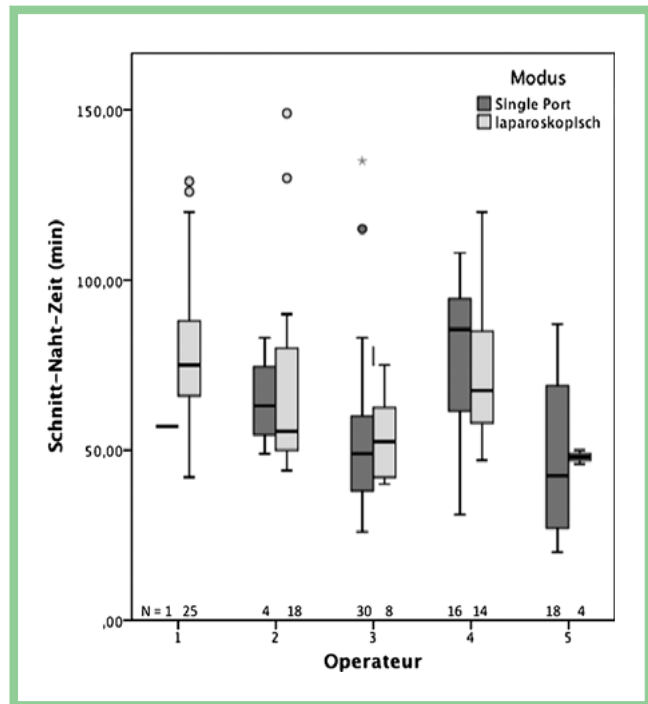 Modus
Single Port
laparoskopisch
150,00
100,00
50,00
,00
Schnitt-Naht-Zeit (min)
N = 1 25 4 18 30 8 16 14 18 4
1 2 3 4 5
Operateur